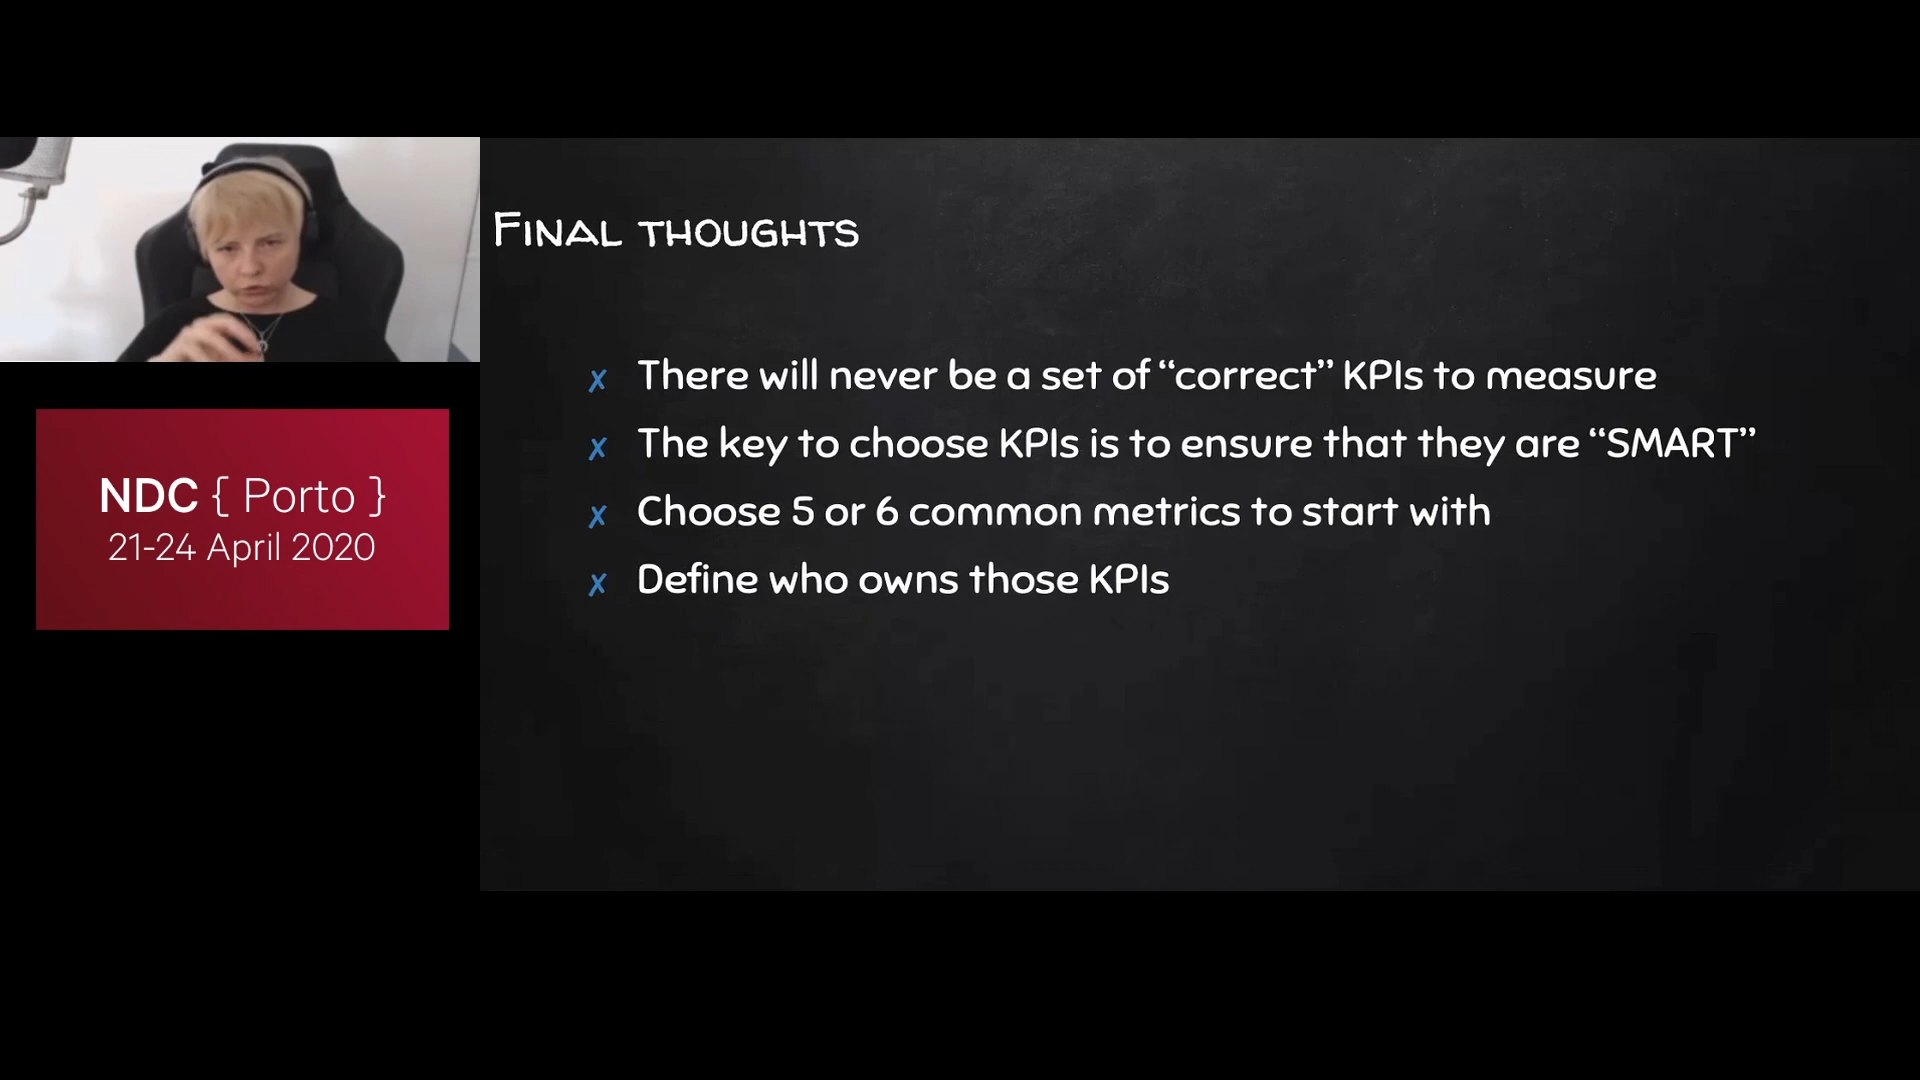 Final thoughts
x There will never be a set of “correct” KPIs to measure
x The key to choose KPIs is to ensure that they are “SMART”
x Choose 5 or 6 common metrics to start with
x Define who owns those KPIs
NDC { Porto }
21-24 April 2020